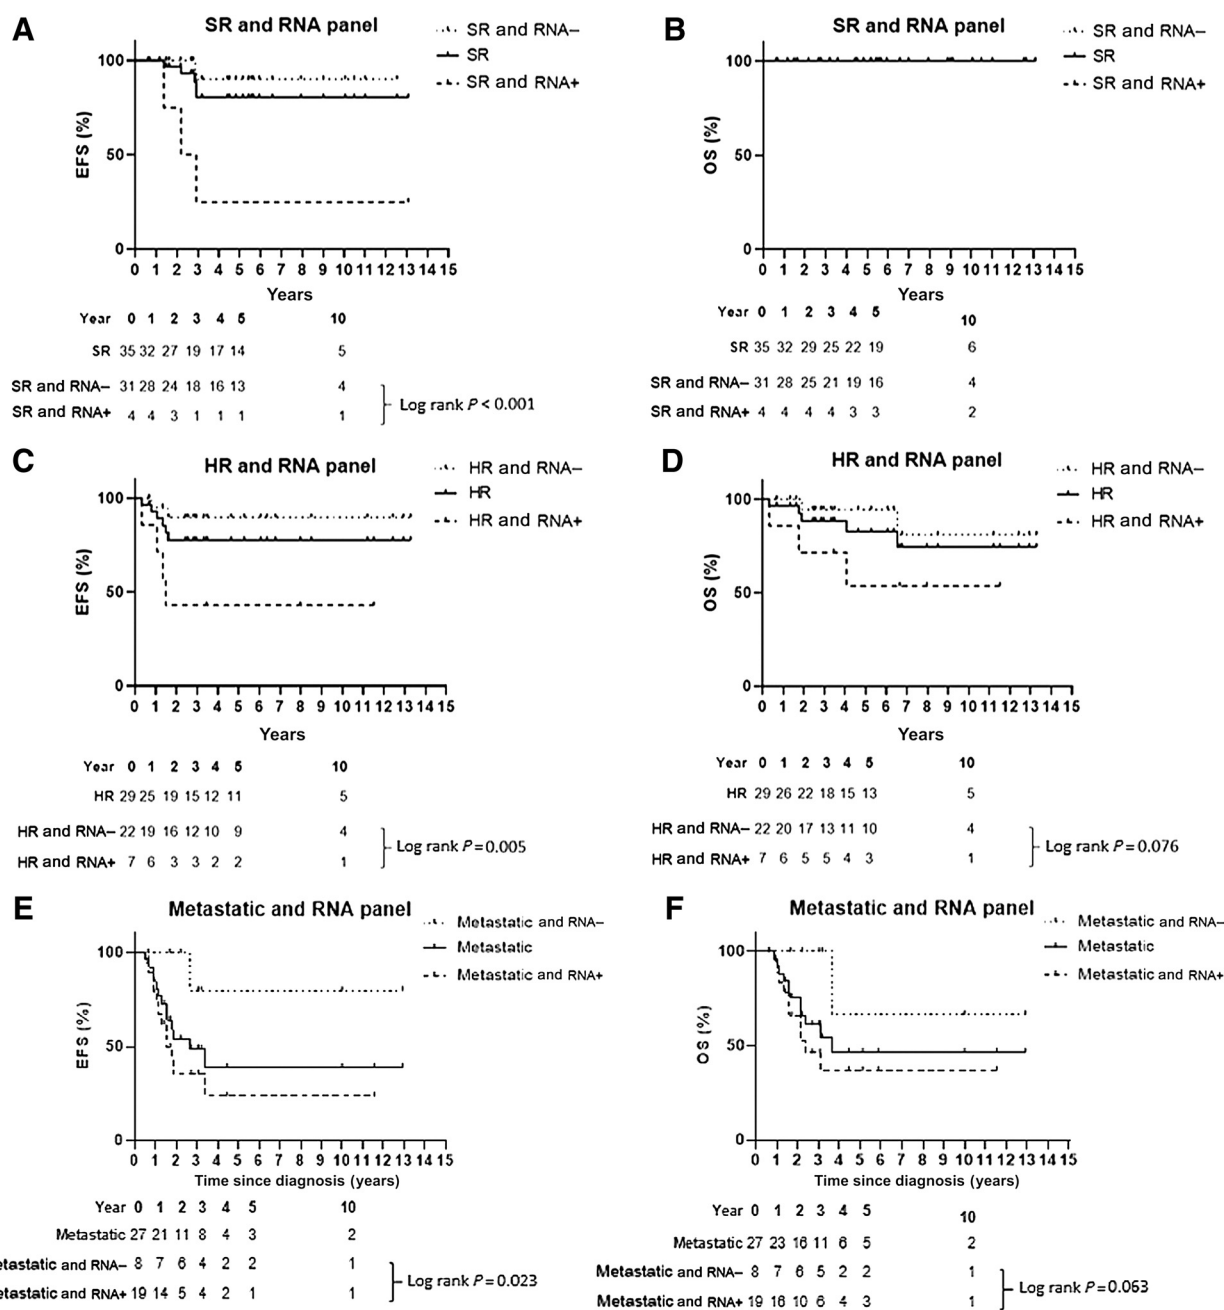 A
SR and RNA panel
SR and RNA–
SR
SR and RNA+
EFS (%)
100
50
0
0 1 2 3 4 5 6 7 8 9 10 11 12 13 14 15
Years
Year 0 1 2 3 4 5 10
SR 35 32 27 19 17 14 5
SR and RNA– 31 28 24 18 16 13 4
SR and RNA+ 4 4 3 1 1 1 1
Log rank P < 0.001
B
SR and RNA panel
SR and RNA–
SR
SR and RNA+
OS (%)
100
50
0
0 1 2 3 4 5 6 7 8 9 10 11 12 13 14 15
Years
Year 0 1 2 3 4 5 10
SR 35 32 29 25 22 19 6
SR and RNA– 31 28 25 21 19 16 4
SR and RNA+ 4 4 4 4 3 3 2
C
HR and RNA panel
HR and RNA–
HR
HR and RNA+
EFS (%)
100
50
0
0 1 2 3 4 5 6 7 8 9 10 11 12 13 14 15
Years
Year 0 1 2 3 4 5 10
HR 29 25 19 15 12 11 5
HR and RNA– 22 19 16 12 10 9 4
HR and RNA+ 7 6 3 3 2 2 1
Log rank P = 0.005
D
HR and RNA panel
HR and RNA–
HR
HR and RNA+
OS (%)
100
50
0
0 1 2 3 4 5 6 7 8 9 10 11 12 13 14 15
Years
Year 0 1 2 3 4 5 10
HR 29 26 22 18 15 13 5
HR and RNA– 22 20 17 13 11 10 4
HR and RNA+ 7 6 5 5 4 3 1
Log rank P = 0.076
E
Metastatic and RNA panel
Metastatic and RNA–
Metastatic
Metastatic and RNA+
EFS (%)
100
50
0
0 1 2 3 4 5 6 7 8 9 10 11 12 13 14 15
Time since diagnosis (years)
Year 0 1 2 3 4 5 10
Metastatic 27 21 11 8 4 3 2
etastatic and RNA– 8 7 6 4 2 2 1
etastatic and RNA+ 19 14 5 4 2 1 1
Log rank P = 0.023
F
Metastatic and RNA panel
Metastatic and RNA–
Metastatic
Metastatic and RNA+
OS (%)
100
50
0
0 1 2 3 4 5 6 7 8 9 10 11 12 13 14 15
Time since diagnosis (years)
Year 0 1 2 3 4 5 10
Metastatic 27 23 16 11 6 5 2
Metastatic and RNA– 8 7 6 5 2 2 1
Metastatic and RNA+ 19 16 10 6 4 3 1
Log rank P = 0.063